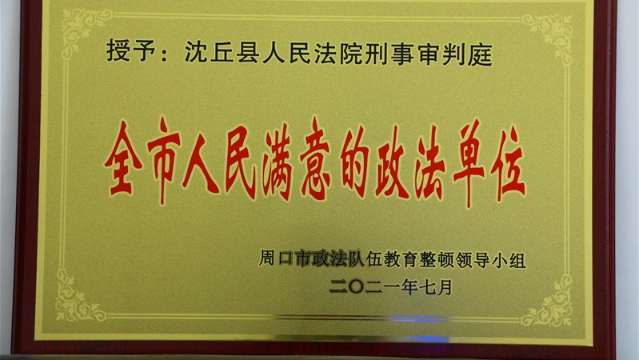 授予：沈丘县人民法院刑事审判庭
全市人民满意的政法单位
周口市政法队伍教育整顿领导小组
二〇二一年七月